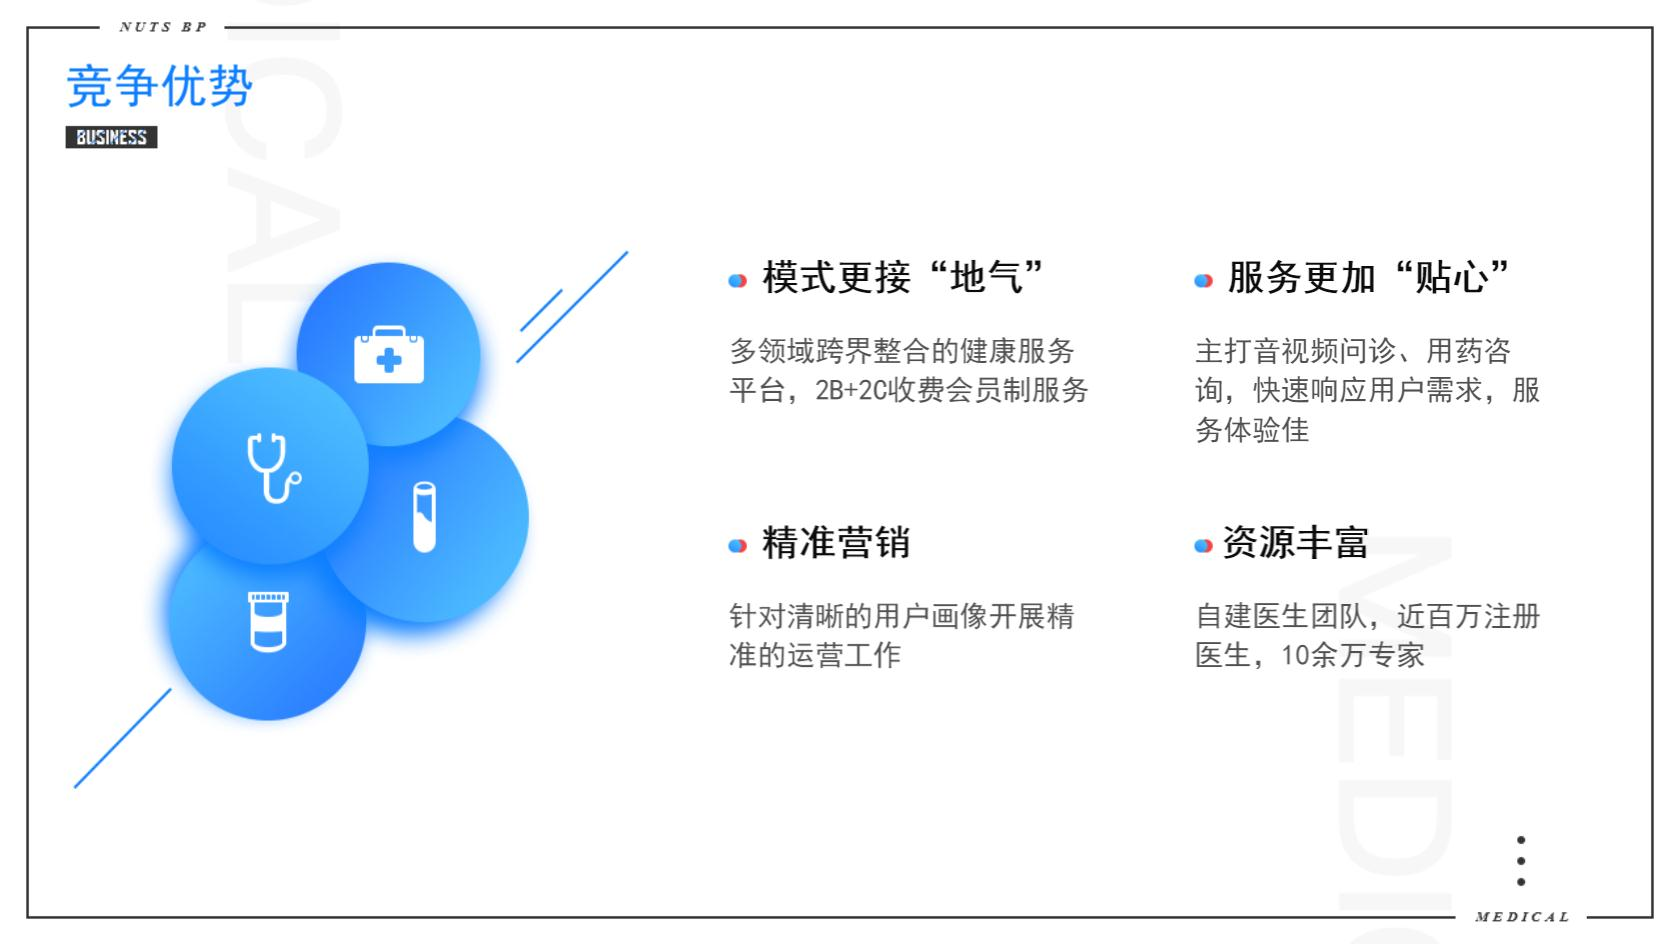 NUTS BP
竞争优势
BUSINESS
模式更接“地气”
多领域跨界整合的健康服务
平台，2B+2C收费会员制服务
服务更加“贴心”
主打音视频问诊、用药咨
询，快速响应用户需求，服
务体验佳
精准营销
针对清晰的用户画像开展精
准的运营工作
资源丰富
自建医生团队，近百万注册
医生，10余万专家
DICAL
MEDIC
MEDICAL